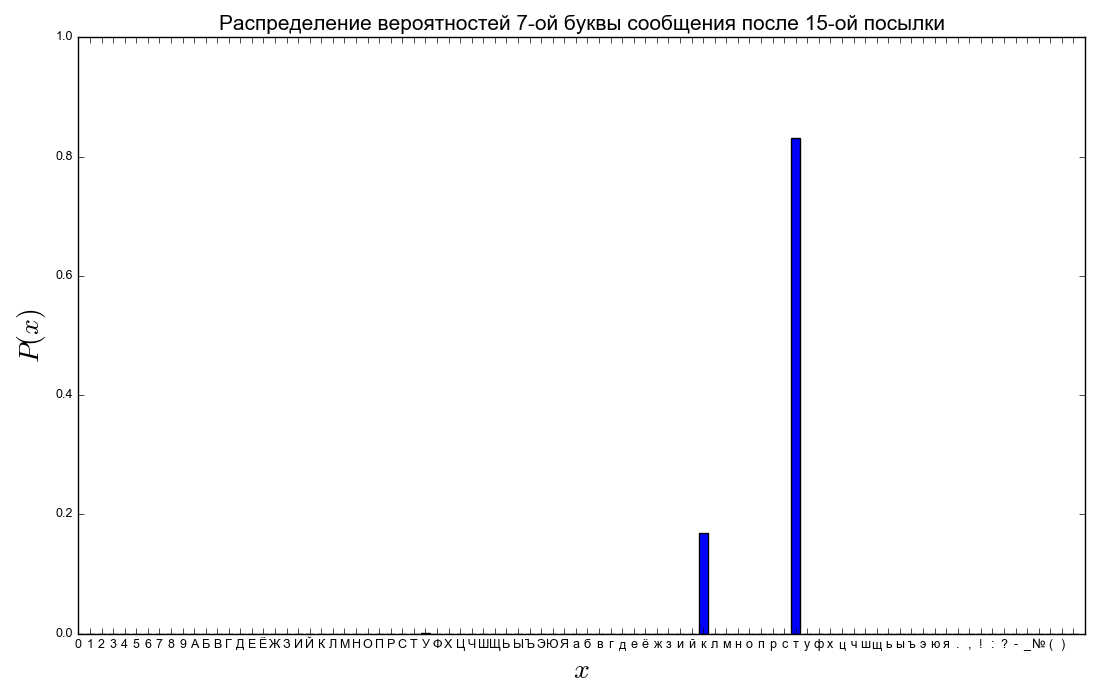 Распределение вероятностей 7-ой буквы сообщения после 15-ой посылки
1.0
0.8
0.6
0.4
0.2
0.0
P(x)
0 1 2 3 4 5 6 7 8 9 А Б В Г Д Е Ё Ж З И Й К Л М Н О П Р С Т У Ф Х Ц Ч Ш Щ Ь Ы Ъ Э Ю Я а б в г д е ё ж з и й к л м н о п р с т у ф х ц ч ш щ ь ы ъ э ю я . , ! : ? - _ № ( )
x